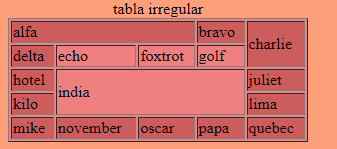 tabla irregular
alfa bravo charlie
delta echo foxtrot golf
hotel india juliet
kilo lima
mike november oscar papa quebec